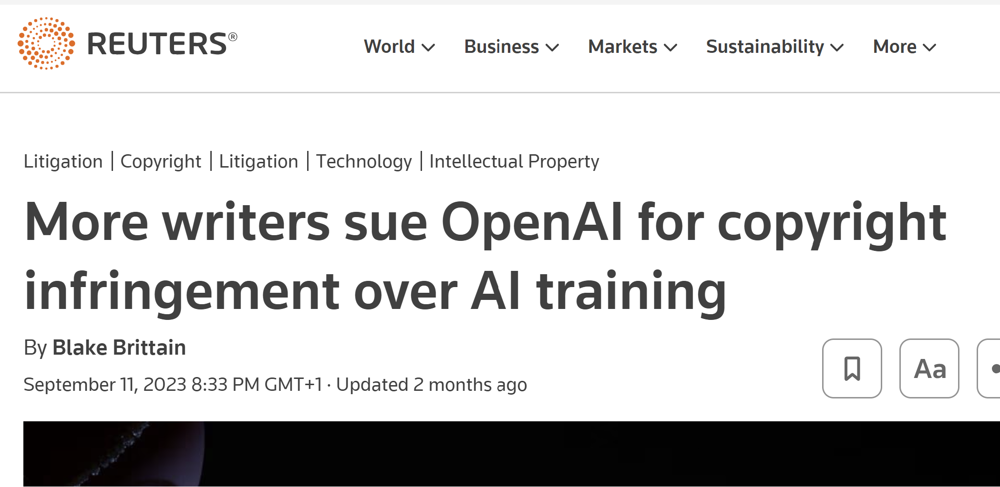 REUTERS®
World Business Markets Sustainability More
Litigation | Copyright | Litigation | Technology | Intellectual Property
More writers sue OpenAI for copyright
infringement over AI training
By Blake Brittain
September 11, 2023 8:33 PM GMT+1 · Updated 2 months ago
Aa